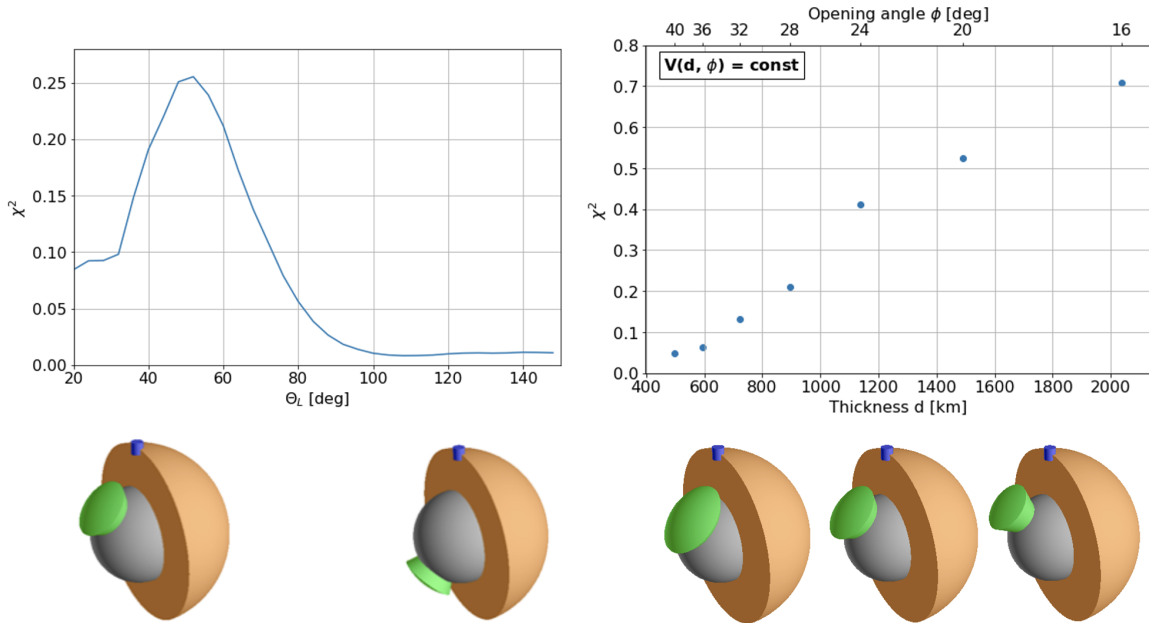 0.25
0.20
0.15
0.10
0.05
0.00
χ²
20 40 60 80 100 120 140
Θ_L [deg]
Opening angle ϕ [deg]
40 36 32 28 24 20 16
V(d, ϕ) = const
0.8
0.7
0.6
0.5
0.4
0.3
0.2
0.1
0.0
χ²
400 600 800 1000 1200 1400 1600 1800 2000
Thickness d [km]